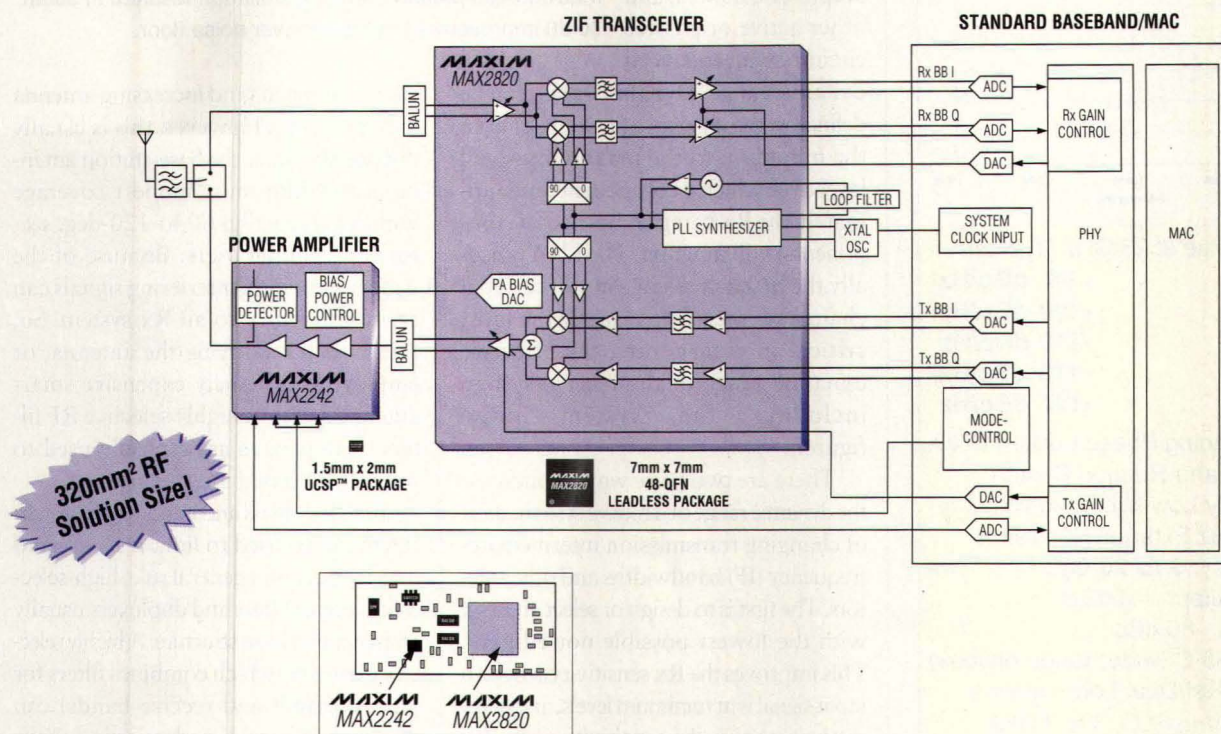 ZIF TRANSCEIVER
STANDARD BASEBAND/MAC
MAXIM
MAX2820
BALUN
Rx BB I
ADC
Rx BB Q
ADC
DAC
Rx GAIN
CONTROL
90
0
PLL SYNTHESIZER
LOOP FILTER
XTAL
OSC
SYSTEM
CLOCK INPUT
PHY
MAC
90
0
POWER AMPLIFIER
POWER
DETECTOR
BIAS/
POWER
CONTROL
MAXIM
MAX2242
BALUN
PA BIAS
DAC
Σ
Tx BB I
DAC
Tx BB Q
DAC
MODE-
CONTROL
DAC
ADC
Tx GAIN
CONTROL
1.5mm x 2mm
UCSP™ PACKAGE
MAXIM
MAX2820
7mm x 7mm
48-QFN
LEADLESS PACKAGE
320mm² RF
Solution Size!
MAXIM
MAX2242
MAXIM
MAX2820